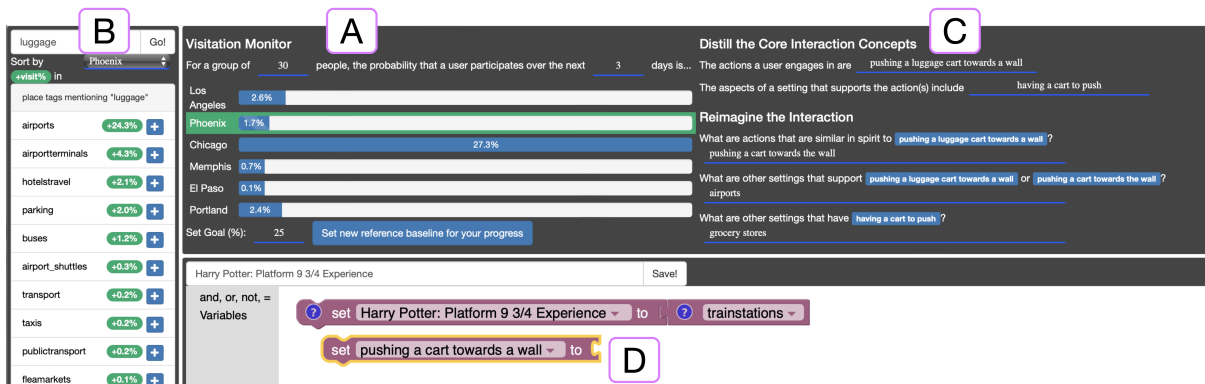 B
luggage Go!
Sort by Phoenix
+visit% in
place tags mentioning "luggage"
airports +24.3% +
airportterminals +4.3% +
hotelstravel +2.1% +
parking +2.0% +
buses +1.2% +
airport_shuttles +0.3% +
transport +0.2% +
taxis +0.2% +
publictransport +0.2% +
fleamarkets +0.1% +
A
Visitation Monitor
For a group of 30 people, the probability that a user participates over the next 3 days is...
Los Angeles 2.6%
Phoenix 1.7%
Chicago 27.3%
Memphis 0.7%
El Paso 0.1%
Portland 2.4%
Set Goal (%): 25 Set new reference baseline for your progress
C
Distill the Core Interaction Concepts
The actions a user engages in are pushing a luggage cart towards a wall
The aspects of a setting that supports the action(s) include having a cart to push
Reimagine the Interaction
What are actions that are similar in spirit to pushing a luggage cart towards a wall ?
pushing a cart towards the wall
What are other settings that support pushing a luggage cart towards a wall or pushing a cart towards the wall ?
airports
What are other settings that have having a cart to push ?
grocery stores
Harry Potter: Platform 9 3/4 Experience Save!
and, or, not, =
Variables
? set Harry Potter: Platform 9 3/4 Experience to ? trainstations
set pushing a cart towards a wall to
D